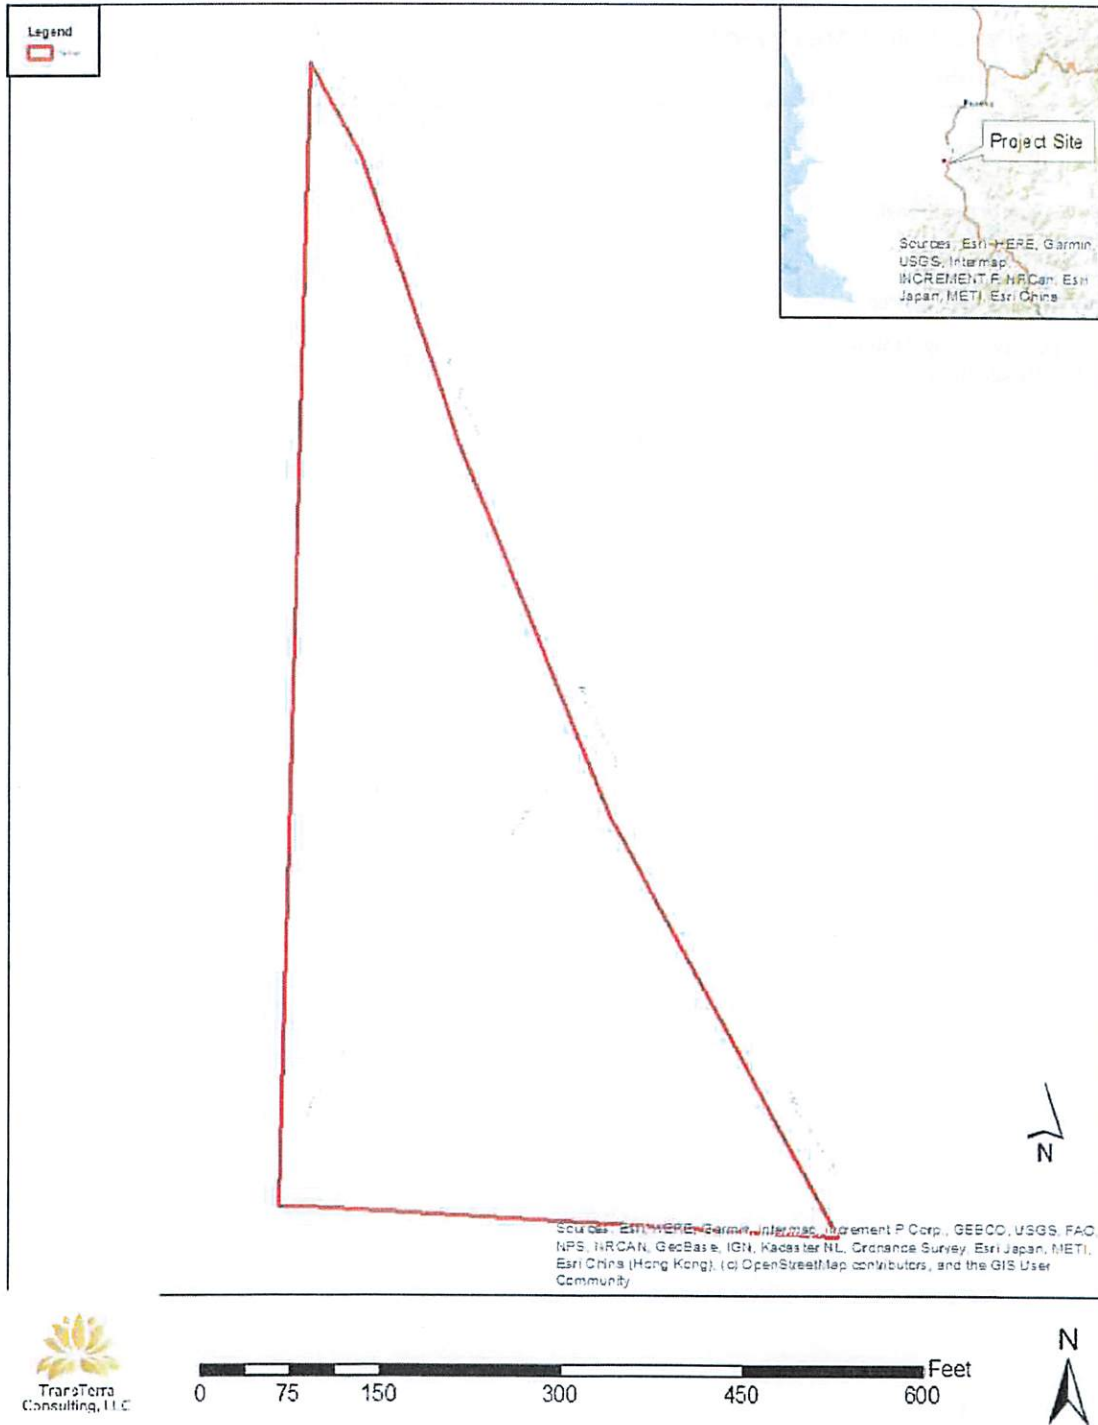 Legend
Project Site
Sources: Esri, HERE, Garmin,
USGS, Intermap,
INCREMENT P, NRCan, Esri
Japan, METI, Esri China
N
Sources: Esri, HERE, Garmin, Intermap, increment P Corp., GEBCO, USGS, FAO,
NPS, NRCAN, GeoBase, IGN, Kadaster NL, Ordnance Survey, Esri Japan, METI,
Esri China (Hong Kong), (c) OpenStreetMap contributors, and the GIS User
Community
TransTerra
Consulting, LLC
Feet
0 75 150 300 450 600
N